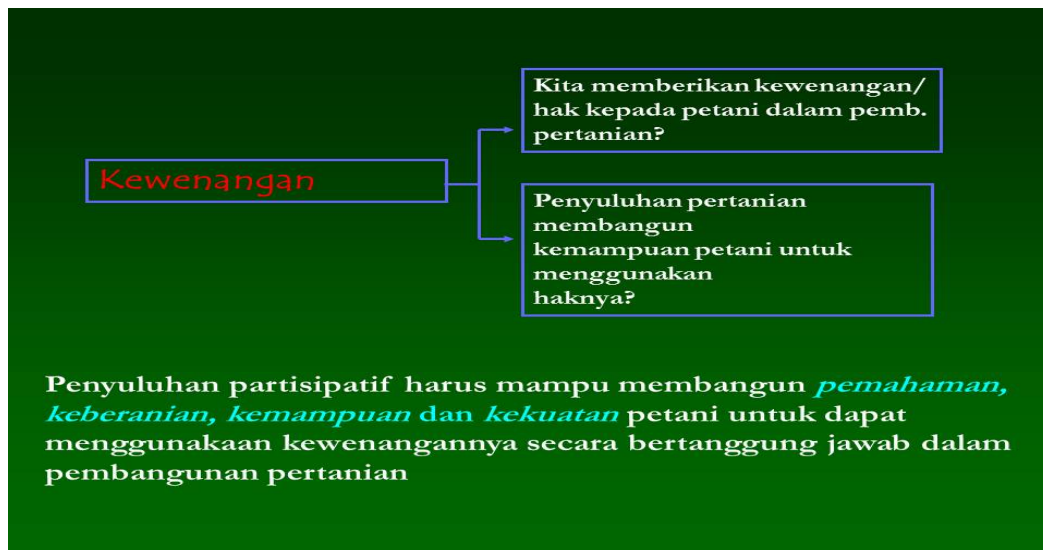 Kita memberikan kewenangan/
hak kepada petani dalam pemb.
pertanian?
Kewenangan
Penyuluhan pertanian
membangun
kemampuan petani untuk
menggunakan
haknya?
Penyuluhan partisipatif harus mampu membangun pemahaman,
keberanian, kemampuan dan kekuatan petani untuk dapat
menggunakaan kewenangannya secara bertanggung jawab dalam
pembangunan pertanian